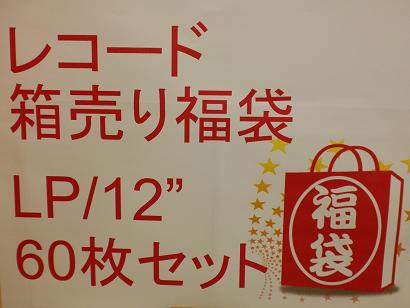 レコード
箱売り福袋
LP/12”
60枚セット
福
袋